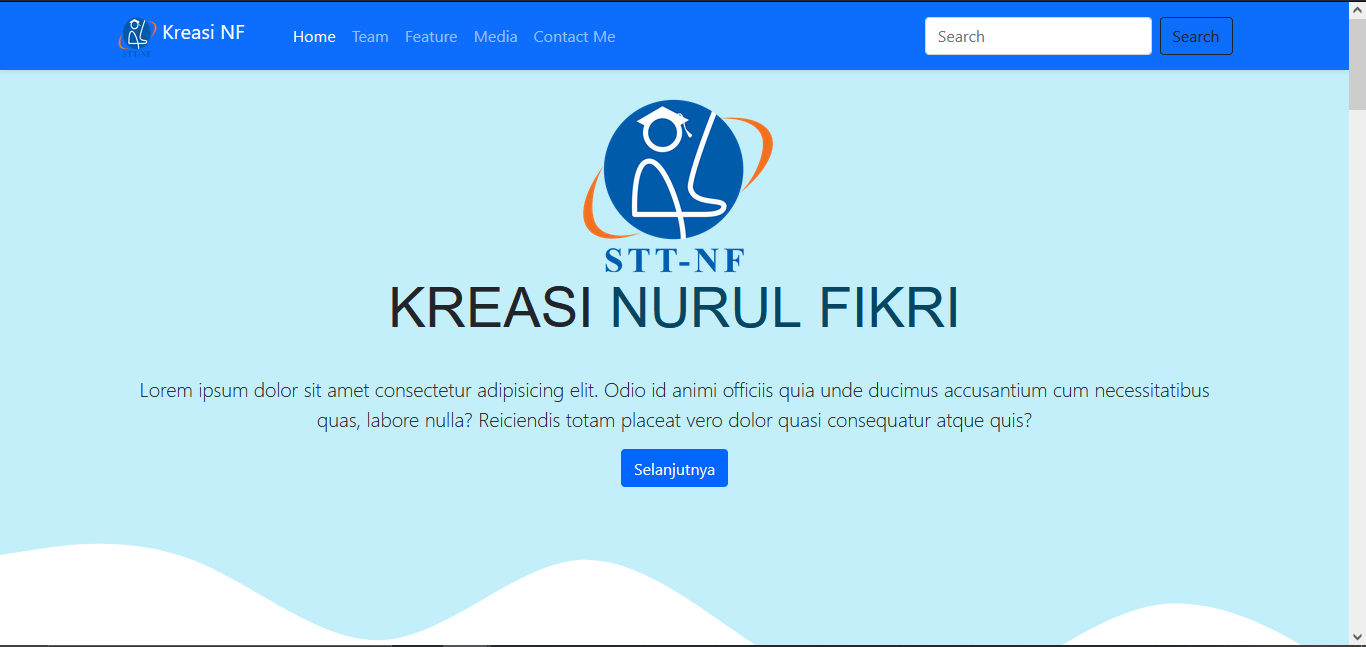 Kreasi NF Home Team Feature Media Contact Me Search Search
STT-NF
STT-NF
KREASI NURUL FIKRI
Lorem ipsum dolor sit amet consectetur adipisicing elit. Odio id animi officiis quia unde ducimus accusantium cum necessitatibus
quas, labore nulla? Reiciendis totam placeat vero dolor quasi consequatur atque quis?
Selanjutnya